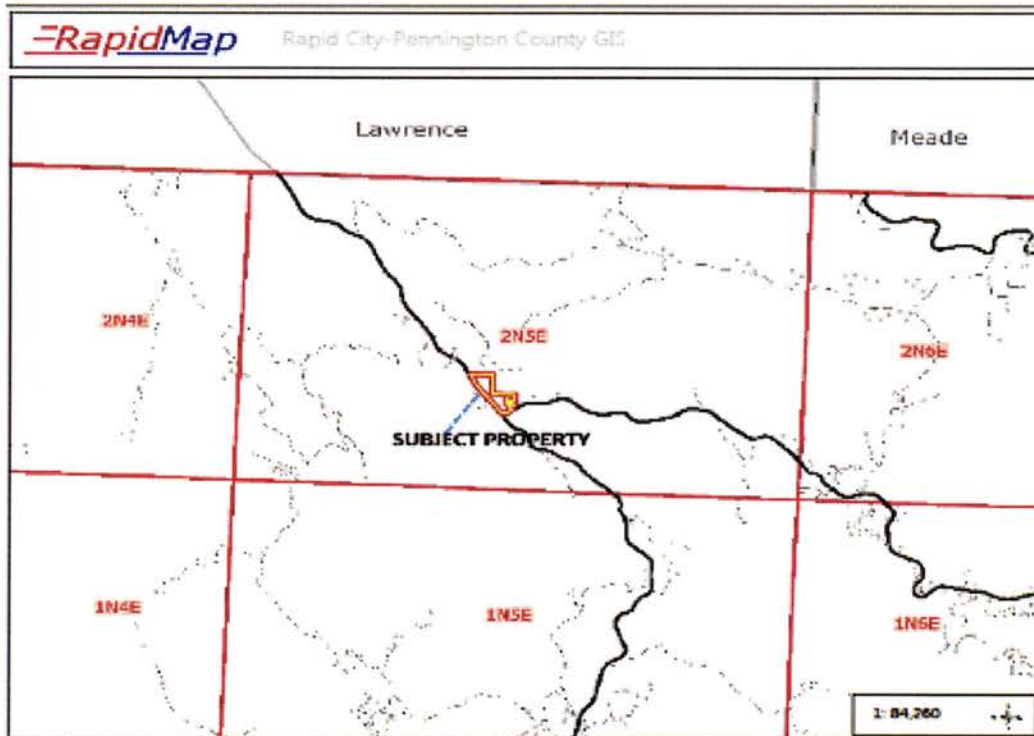 RapidMap Rapid City-Pennington County GIS
Lawrence
Meade
2N4E
2N5E
2N6E
SUBJECT PROPERTY
1N4E
1N5E
1N6E
1: 84,260